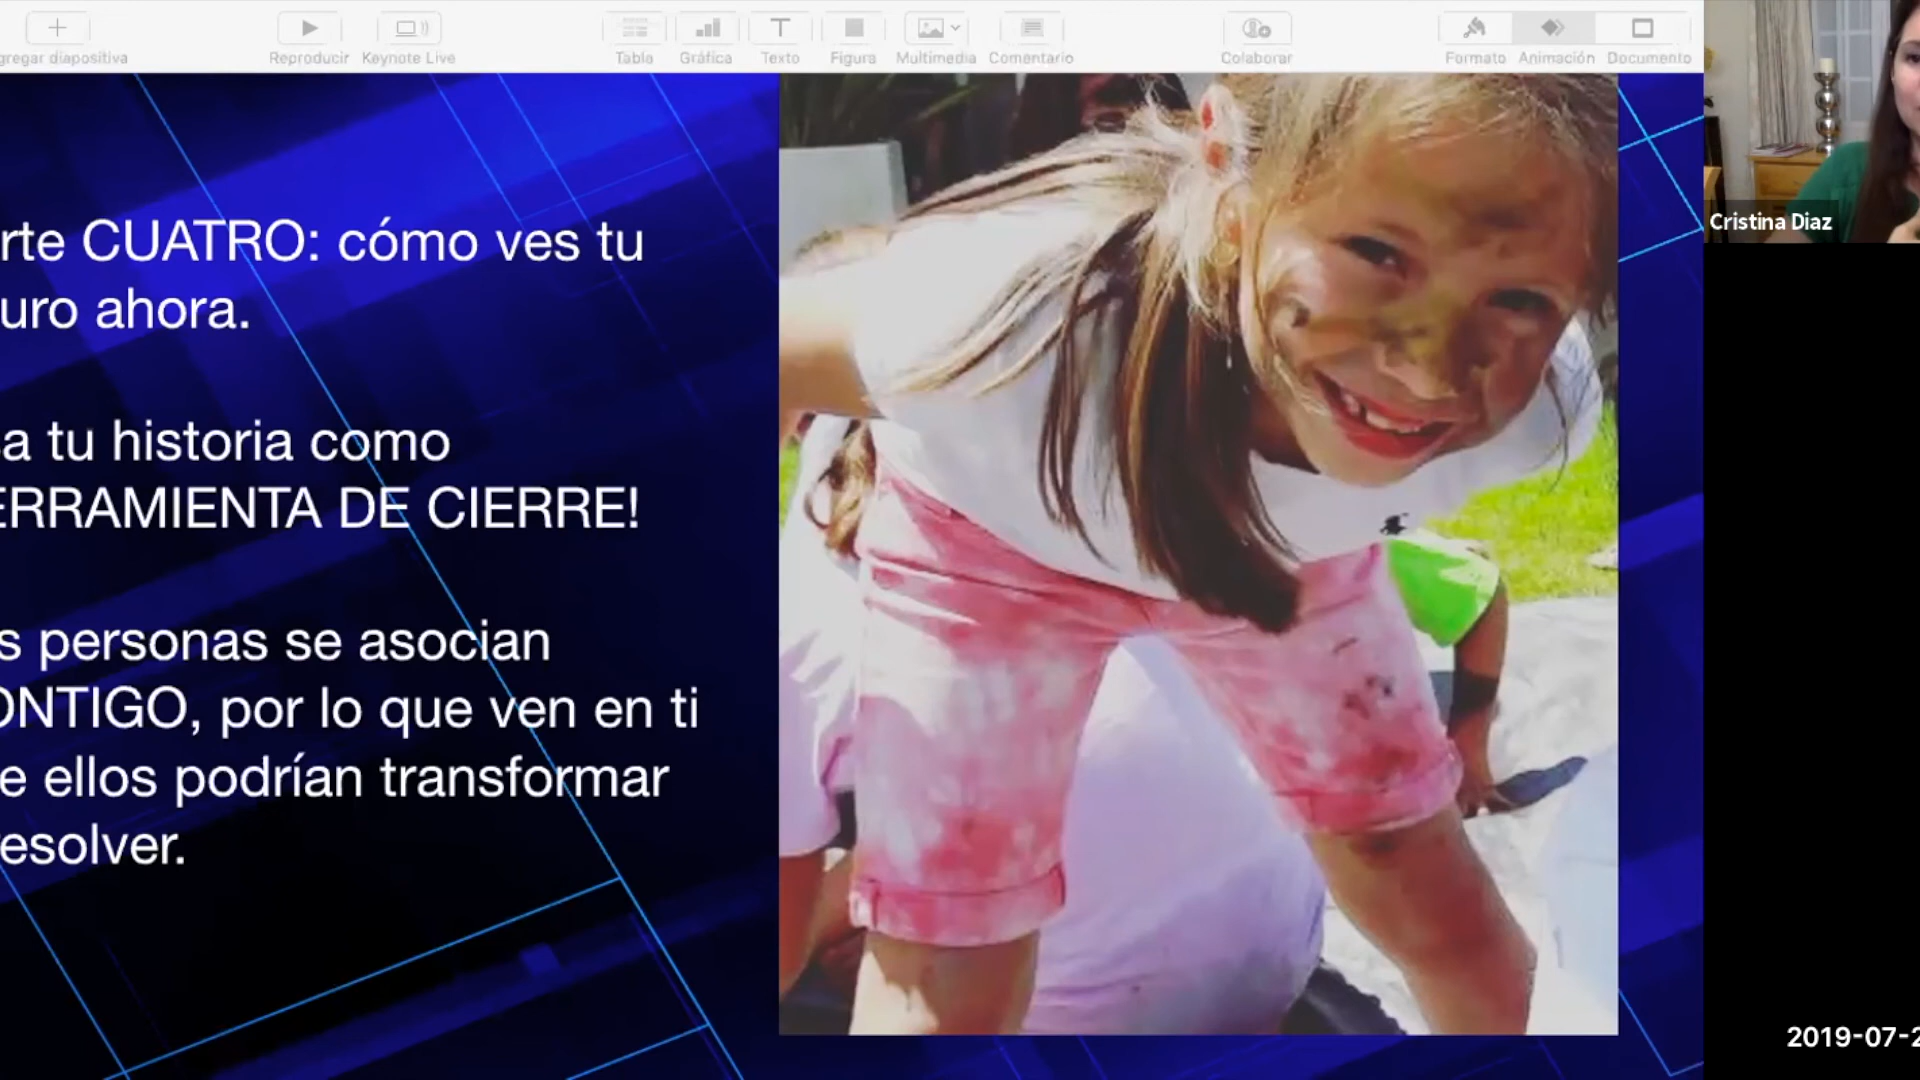 gregar diapositiva
Reproducir
Keynote Live
Tabla
Gráfica
Texto
Figura
Multimedia
Comentario
Colaborar
Formato
Animación
Documento
Cristina Diaz
rte CUATRO: cómo ves tu
uro ahora.
a tu historia como
ERRAMIENTA DE CIERRE!
s personas se asocian
ONTIGO, por lo que ven en ti
e ellos podrían transformar
resolver.
2019-07-2